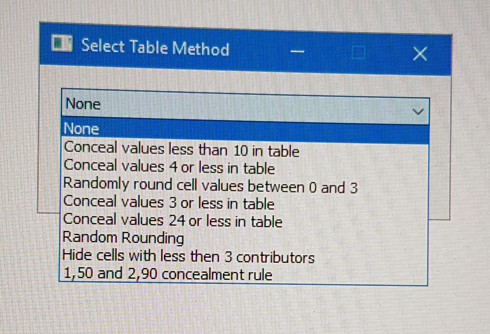 Select Table Method
None
None
Conceal values less than 10 in table
Conceal values 4 or less in table
Randomly round cell values between 0 and 3
Conceal values 3 or less in table
Conceal values 24 or less in table
Random Rounding
Hide cells with less then 3 contributors
1,50 and 2,90 concealment rule